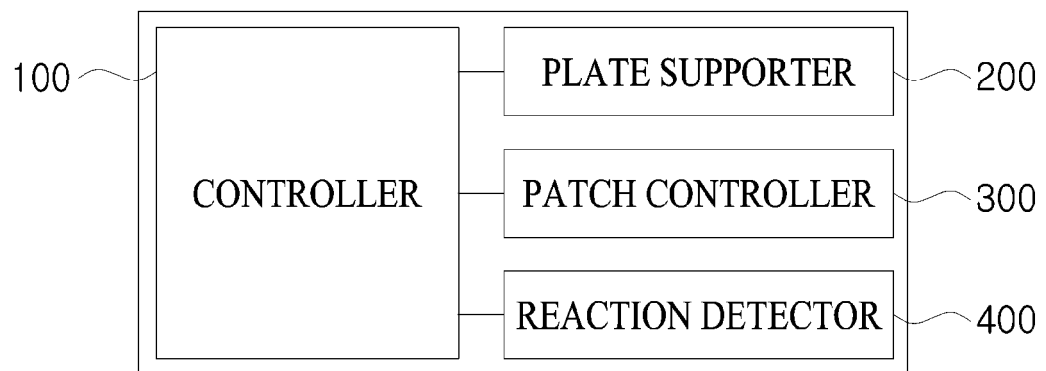 100
CONTROLLER
PLATE SUPPORTER
200
PATCH CONTROLLER
300
REACTION DETECTOR
400